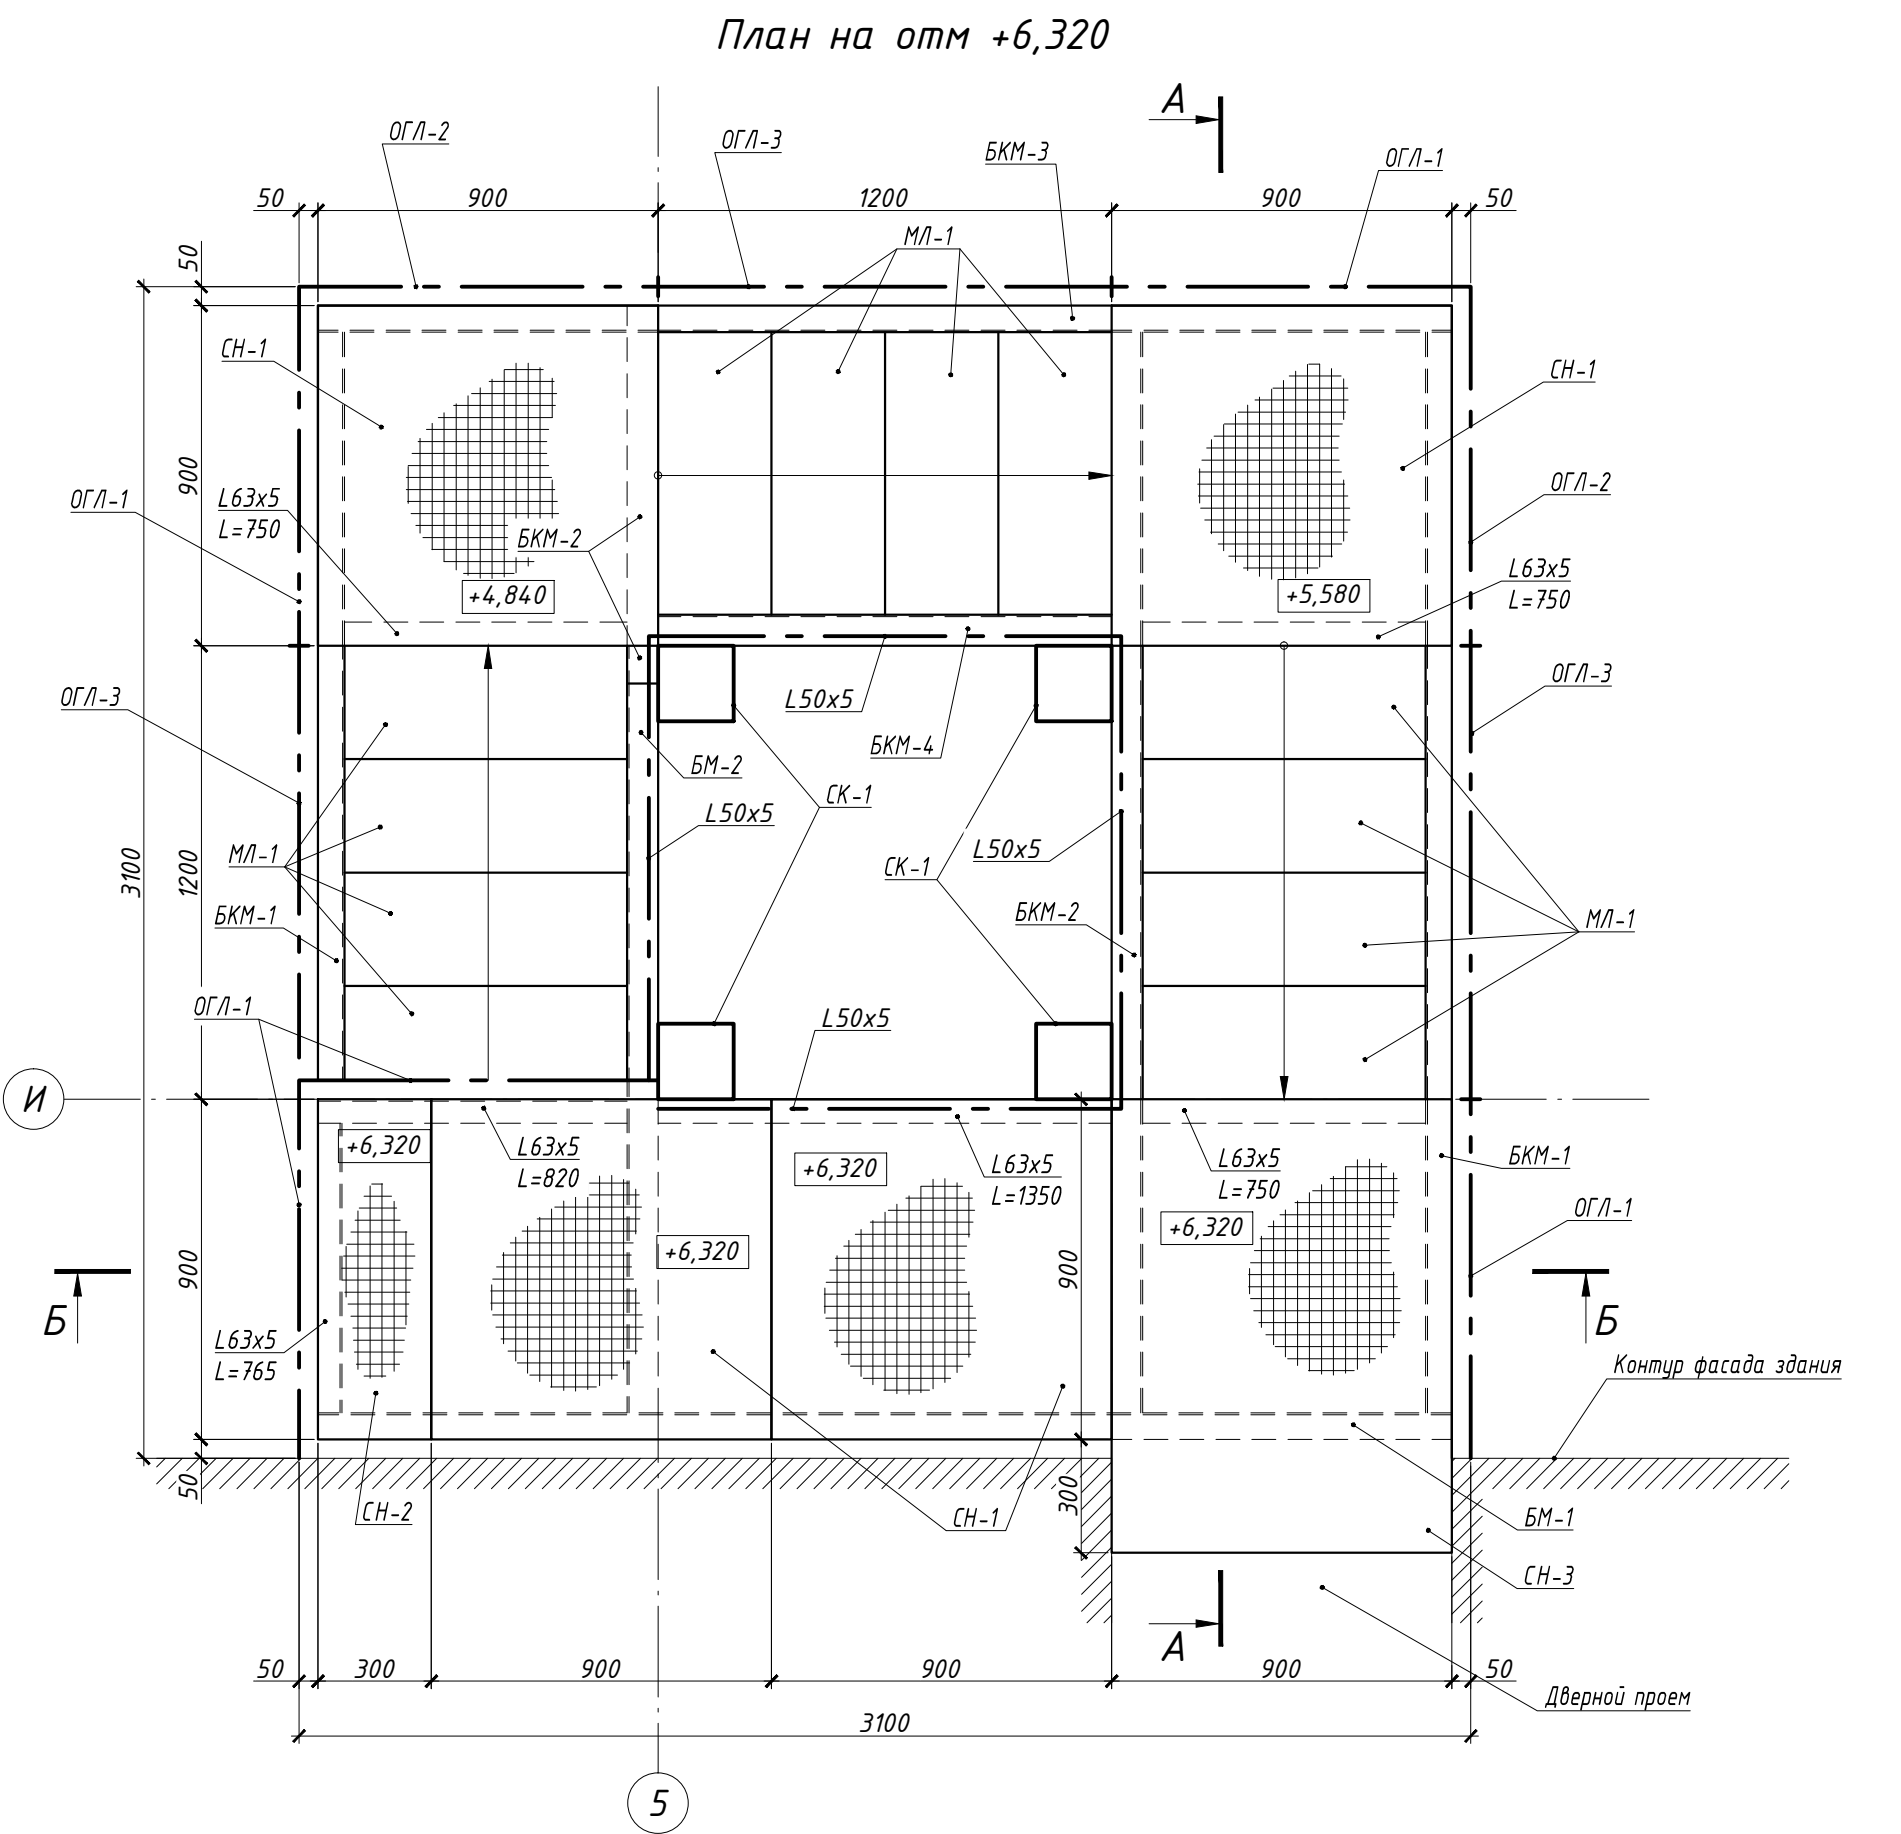 План на отм +6,320
А
ОГЛ-2
ОГЛ-3
БКМ-3
ОГЛ-1
50
900
1200
900
50
МЛ-1
50
СН-1
СН-1
900
ОГЛ-1
L63x5
L=750
БКМ-2
ОГЛ-2
+4,840
+5,580
L63x5
L=750
ОГЛ-3
L50x5
ОГЛ-3
БКМ-4
БМ-2
СК-1
L50x5
L50x5
МЛ-1
3100
1200
СК-1
БКМ-1
БКМ-2
МЛ-1
ОГЛ-1
L50x5
И
+6,320
L63x5
L=820
+6,320
L63x5
L=1350
L63x5
L=750
БКМ-1
ОГЛ-1
+6,320
+6,320
900
900
Б
Б
L63x5
L=765
Контур фасада здания
50
300
СН-2
СН-1
БМ-1
СН-3
А
50
300
900
900
900
50
Дверной проем
3100
5